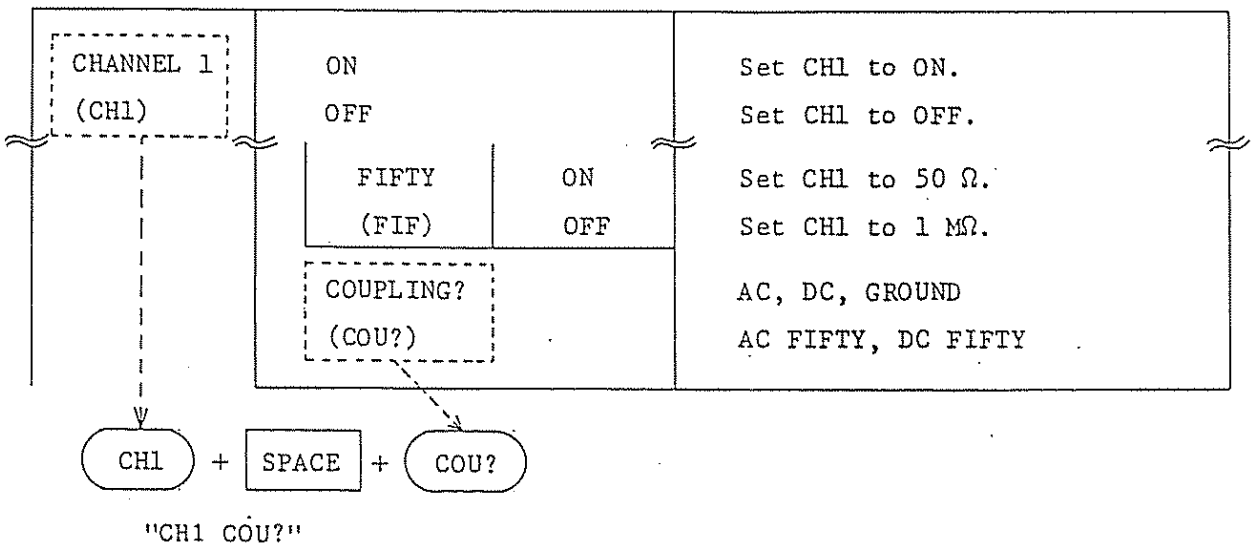 CHANNEL 1 ON Set CH1 to ON.
(CH1) OFF Set CH1 to OFF.
FIFTY ON Set CH1 to 50 Ω.
(FIF) OFF Set CH1 to 1 MΩ.
COUPLING? AC, DC, GROUND
(COU?) AC FIFTY, DC FIFTY
CH1 + SPACE + COU?
"CH1 COU?"